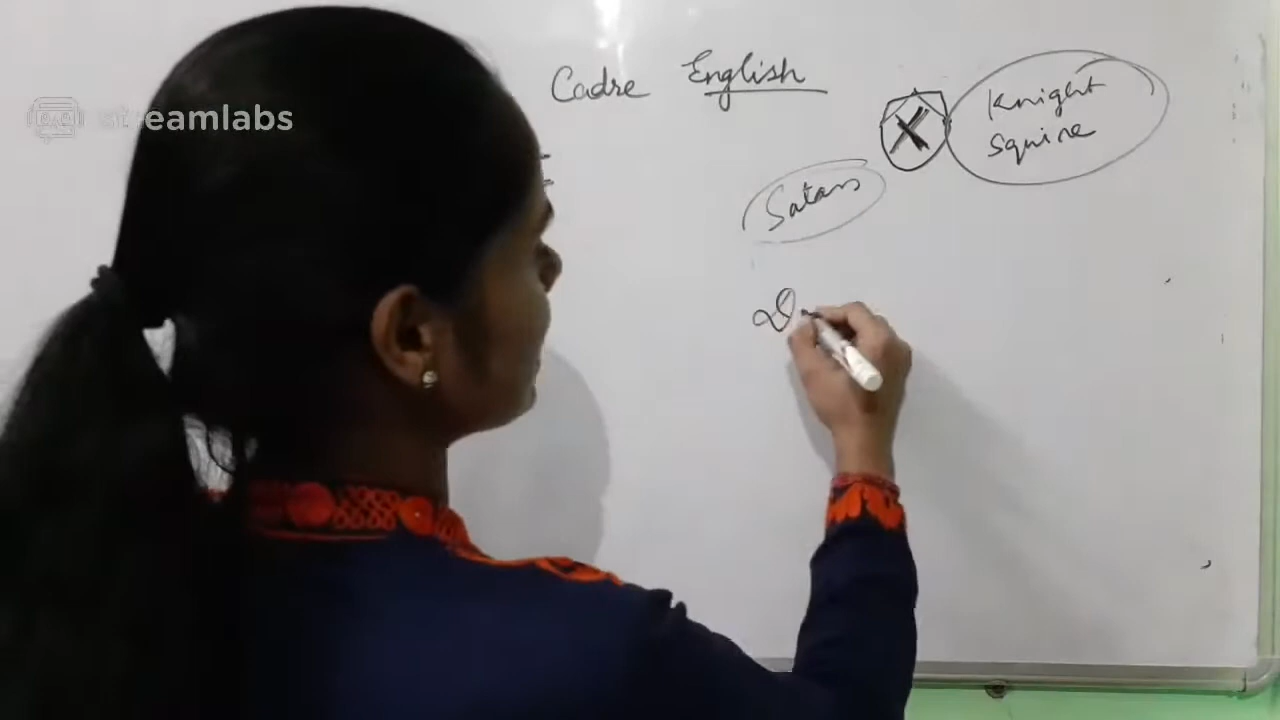 streamlabs
Cadre English
Knight
Squire
Satan